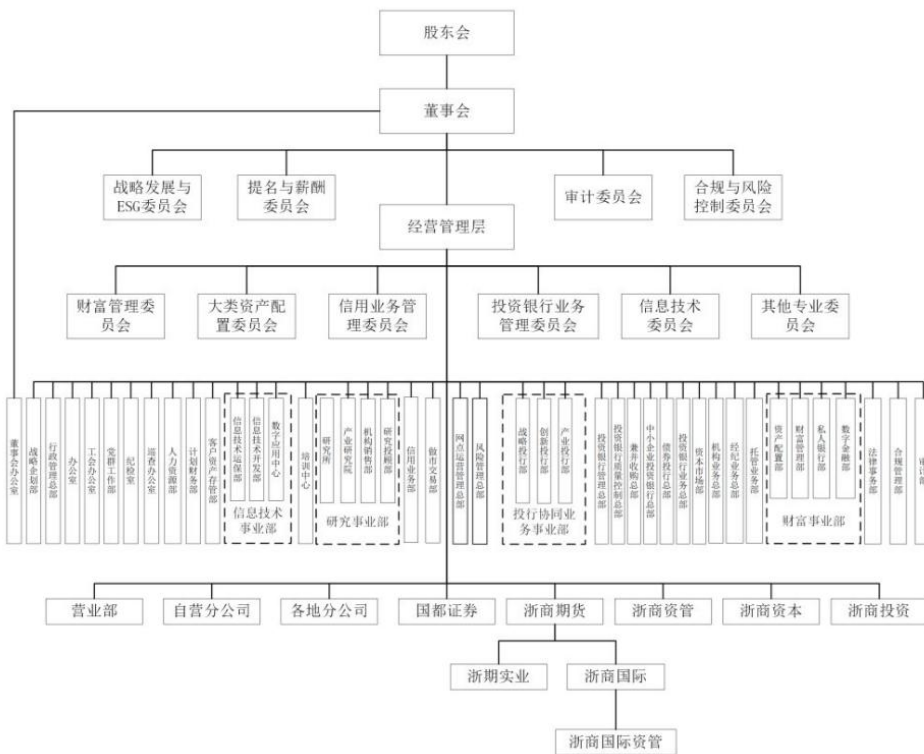 股东会
董事会
战略发展与
ESG委员会
提名与薪酬
委员会
审计委员会
合规与风险
控制委员会
经营管理层
财富管理委
员会
大类资产配
置委员会
信用业务管
理委员会
投资银行业务
管理委员会
信息技术
委员会
其他专业委
员会
董事会办公室
战略企划部
行政管理总部
办公室
工会办公室
党群工作部
纪检室
巡查办公室
人力资源部
计划财务部
客户资产存管部
信息技术运保部
信息技术开发部
数字应用中心
信息技术
事业部
培训中心
研究所
产业研究院
机构销售部
研究投顾部
研究事业部
信用业务部
做市交易部
网点运营管理总部
风险管理总部
战略投行部
创新投行部
产业投行部
投行协同业
务事业部
投资银行管理总部
投资银行质量控制总部
兼并收购总部
中小企业投资银行总部
债券投行总部
投资银行业务总部
资本市场部
机构业务总部
经纪业务总部
托管业务部
资产配置部
财富管理部
私人银行部
数字金融部
财富事业部
法律事务部
合规管理部
审计部
营业部
自营分公司
各地分公司
国都证券
浙商期货
浙商资管
浙商资本
浙商投资
浙期实业
浙商国际
浙商国际资管